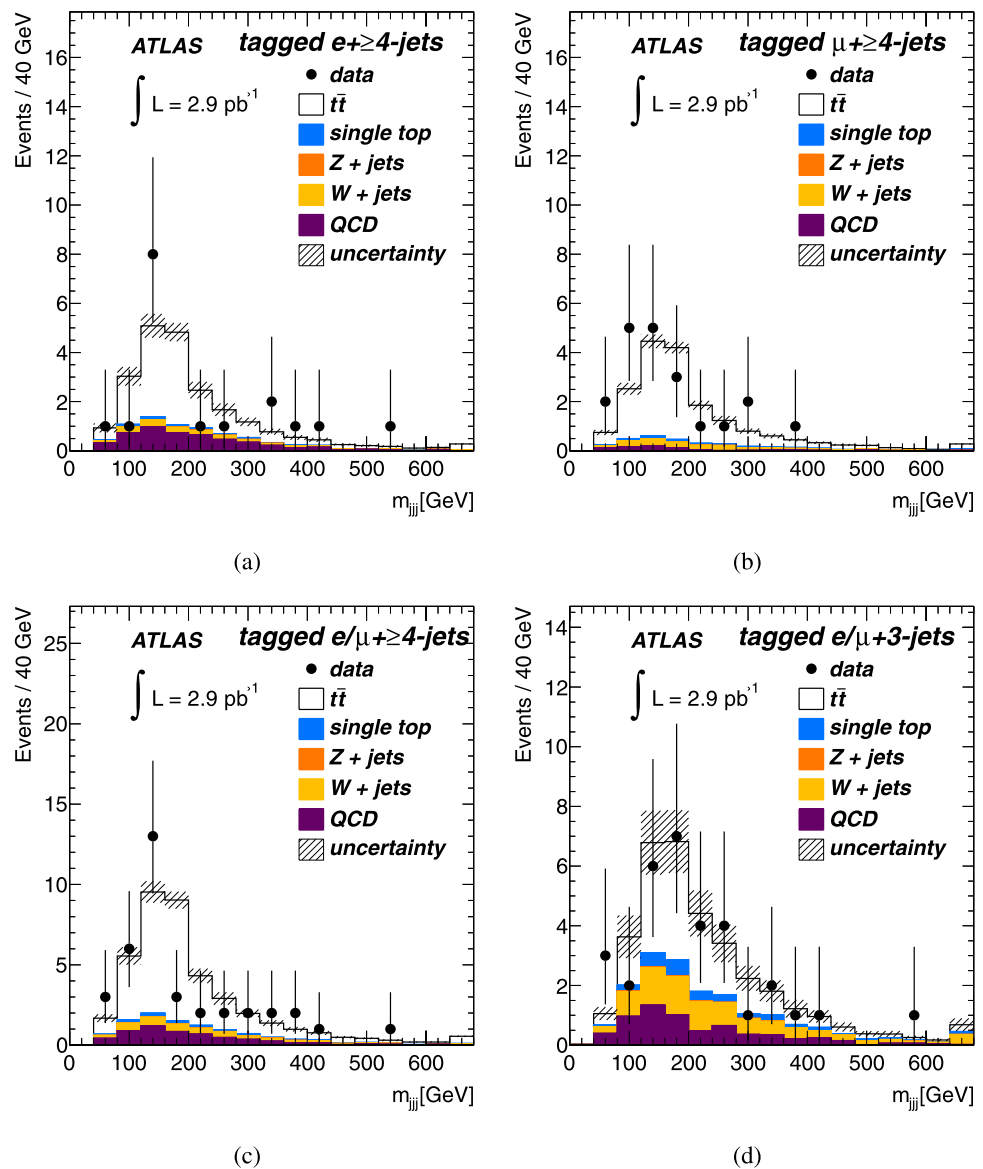 Events / 40 GeV
16
14
12
10
8
6
4
2
0
ATLAS tagged e+≥4-jets
∫ L = 2.9 pb⁻¹
data
tt̄
single top
Z + jets
W + jets
QCD
uncertainty
0 100 200 300 400 500 600
mjjj[GeV]
(a)
Events / 40 GeV
16
14
12
10
8
6
4
2
0
ATLAS tagged μ+≥4-jets
∫ L = 2.9 pb⁻¹
data
tt̄
single top
Z + jets
W + jets
QCD
uncertainty
0 100 200 300 400 500 600
mjjj[GeV]
(b)
Events / 40 GeV
25
20
15
10
5
0
ATLAS tagged e/μ+≥4-jets
∫ L = 2.9 pb⁻¹
data
tt̄
single top
Z + jets
W + jets
QCD
uncertainty
0 100 200 300 400 500 600
mjjj[GeV]
(c)
Events / 40 GeV
14
12
10
8
6
4
2
0
ATLAS tagged e/μ+3-jets
∫ L = 2.9 pb⁻¹
data
tt̄
single top
Z + jets
W + jets
QCD
uncertainty
0 100 200 300 400 500 600
mjjj[GeV]
(d)